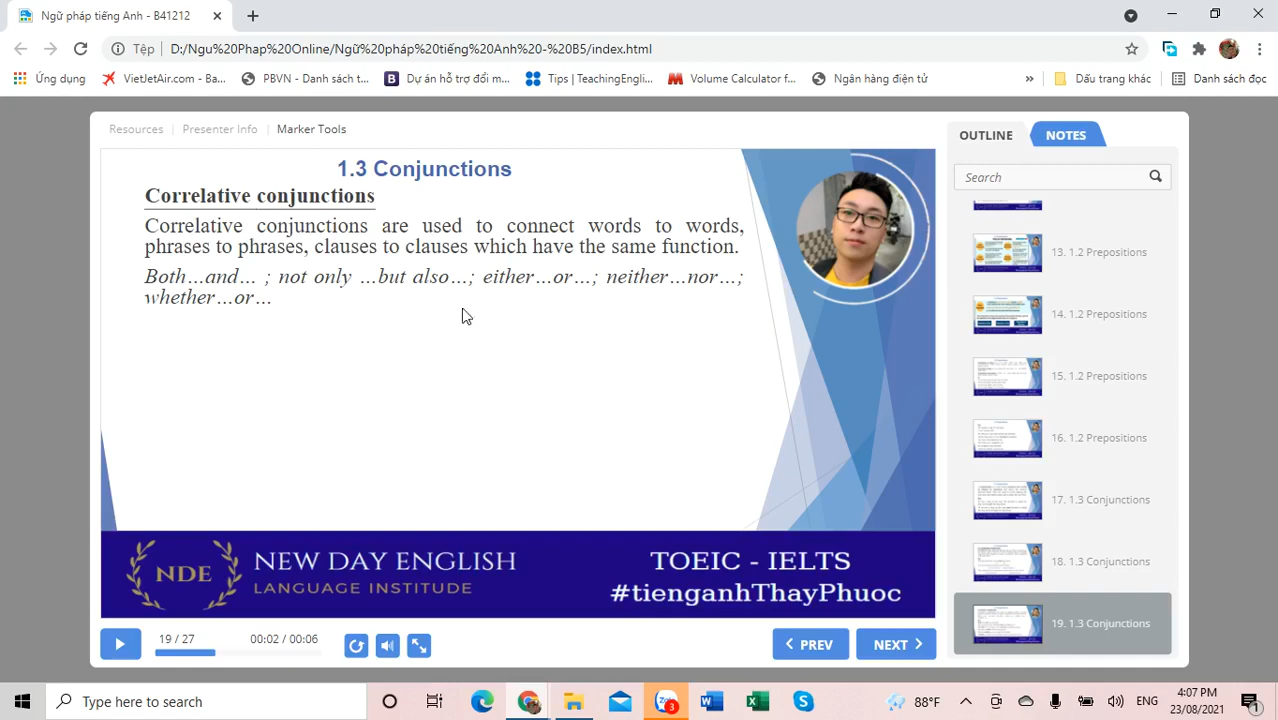 Ngữ pháp tiếng Anh - B41212
Tệp
D:/Ngu%20Phap%20Online/Ngữ%20pháp%20tiếng%20Anh%20-%20B5/index.html
Ứng dụng
VietJetAir.com - Ba...
PBVN - Danh sách t...
Dự án hỗ trợ đổi m...
Tips | TeachingEngli...
Volume Calculator f...
Ngân hàng điện tử
»
Dấu trang khác
Danh sách đọc
Resources | Presenter Info | Marker Tools
1.3 Conjunctions
Correlative conjunctions
Correlative conjunctions are used to connect words to words,
phrases to phrases clauses to clauses which have the same function.
Both…and… ; not only …but also…; either…or…; neither…nor…,
whether…or…
NDE
NEW DAY ENGLISH
LANGUAGE INSTITUTE
TOEIC - IELTS
#tienganhThayPhuoc
OUTLINE
NOTES
Search
13. 1.2 Prepositions
14. 1.2 Prepositions
15. 1.2 Prepositions
16. 1.2 Prepositions
17. 1.3 Conjunctions
18. 1.3 Conjunctions
19. 1.3 Conjunctions
19 / 27
00:02 / 00:06
PREV
NEXT
Type here to search
Zalo
3
88°F
ENG
4:07 PM
23/08/2021
1